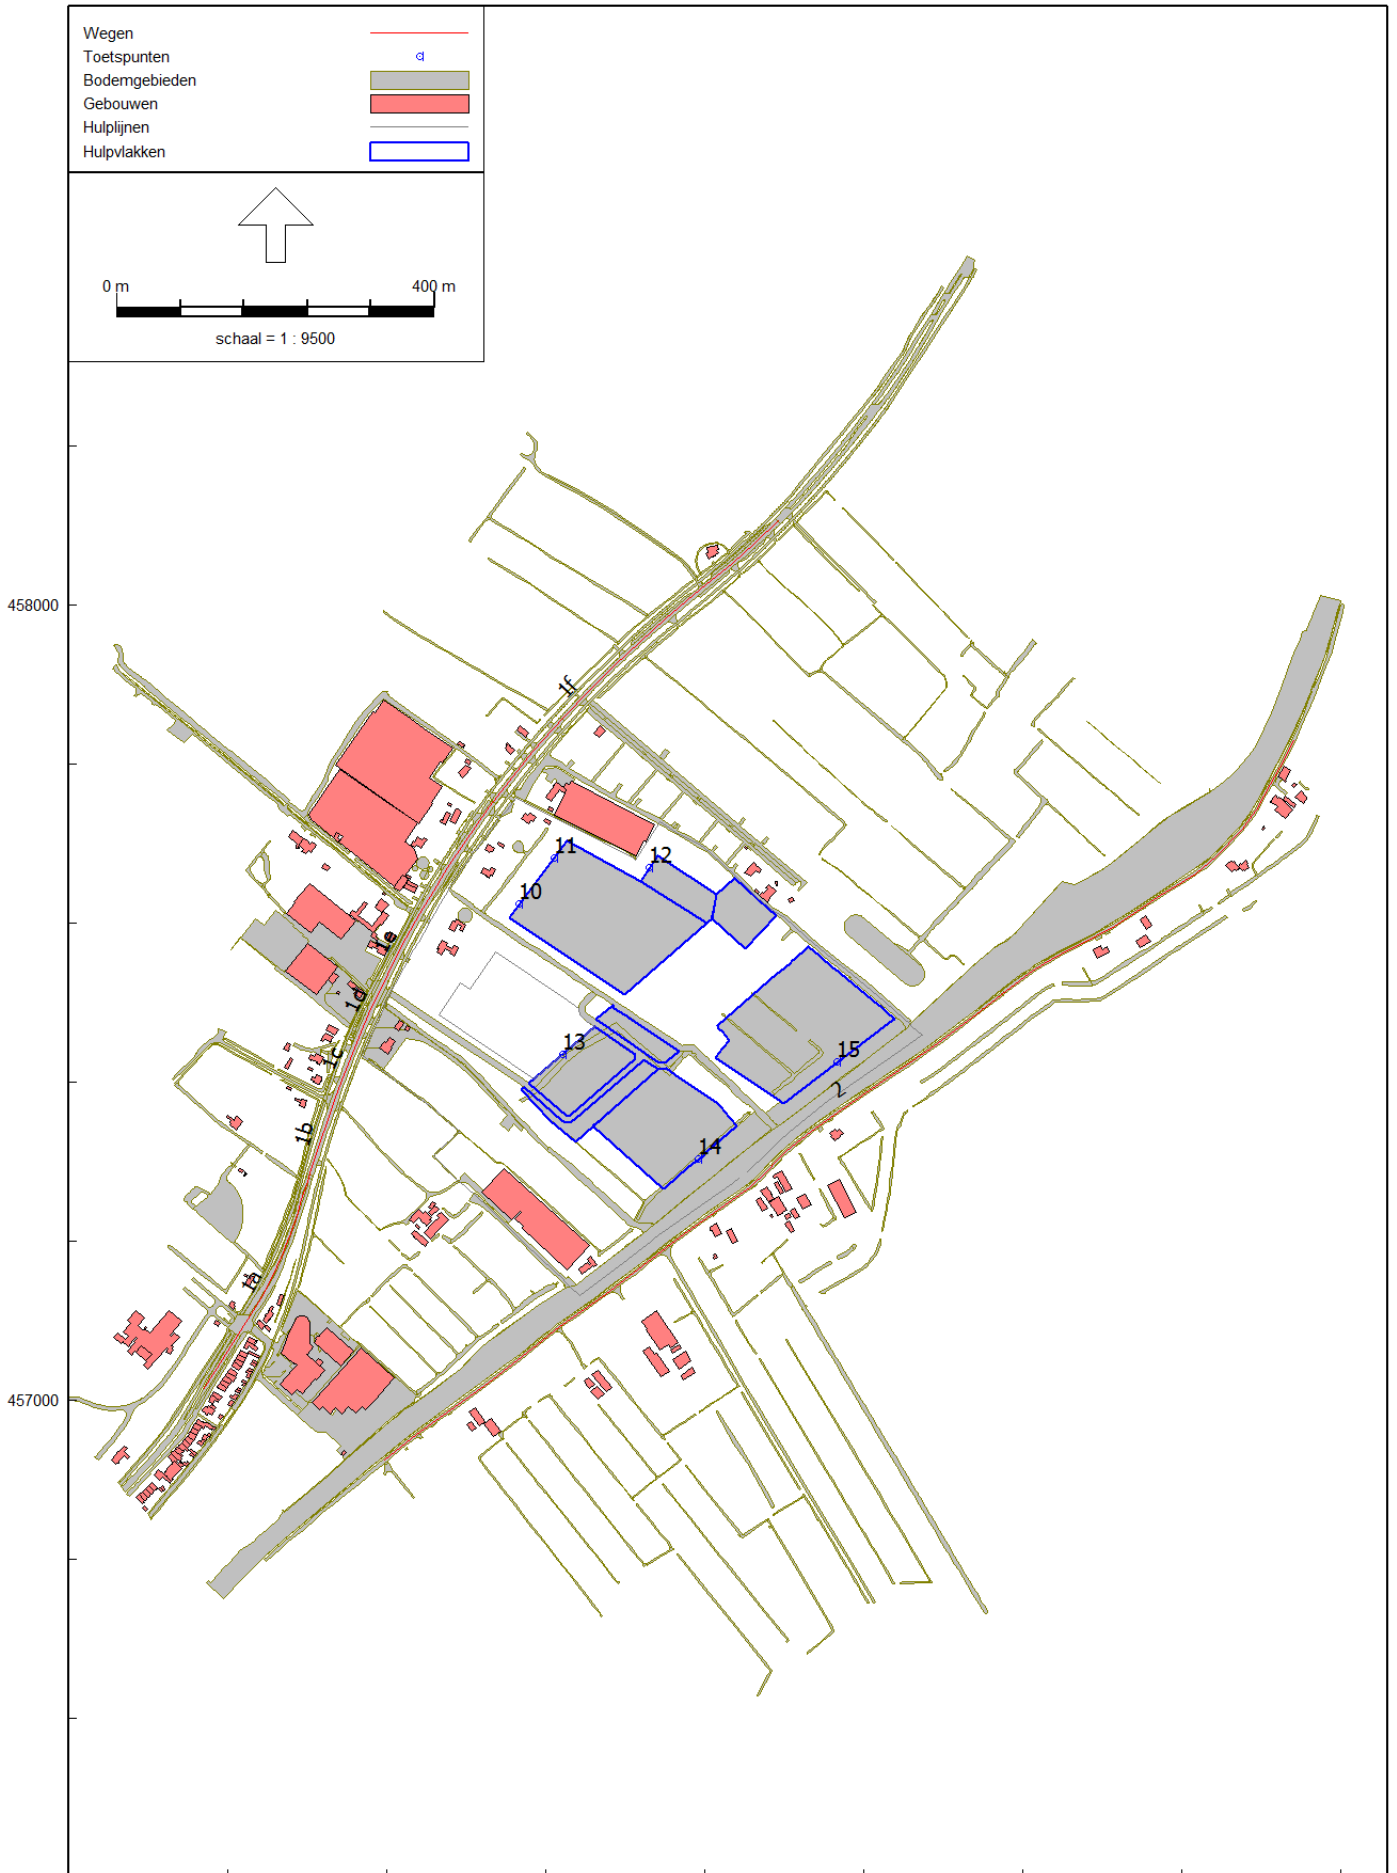 Wegen
Toetspunten
Bodemgebieden
Gebouwen
Hulplijnen
Hulpvlakken
0 m 400 m
schaal = 1 : 9500
458000
1f
11
12
10
1e
1d
13
15
1c
2
1b
14
1a
457000